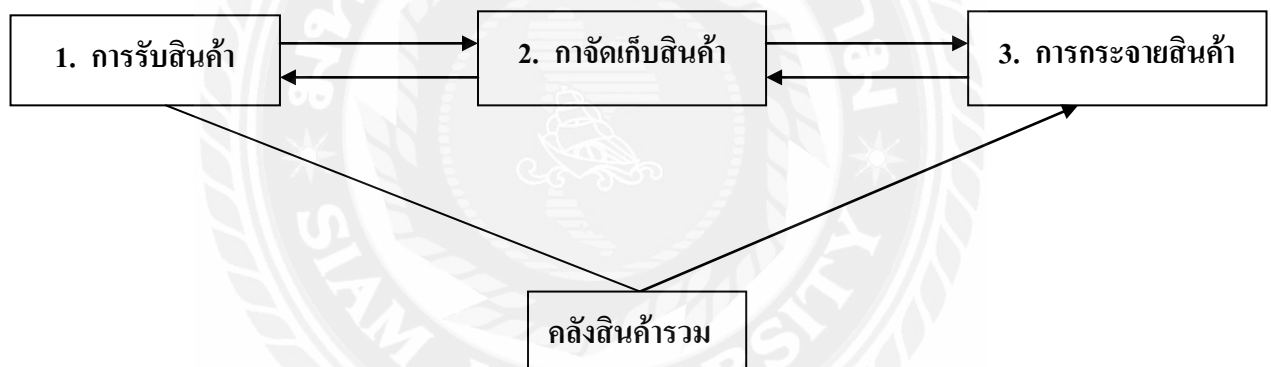 1. การรับสินค้า
2. กาจัดเก็บสินค้า
3. การกระจายสินค้า
คลังสินค้ารวม
SIAM UNIVERSITY